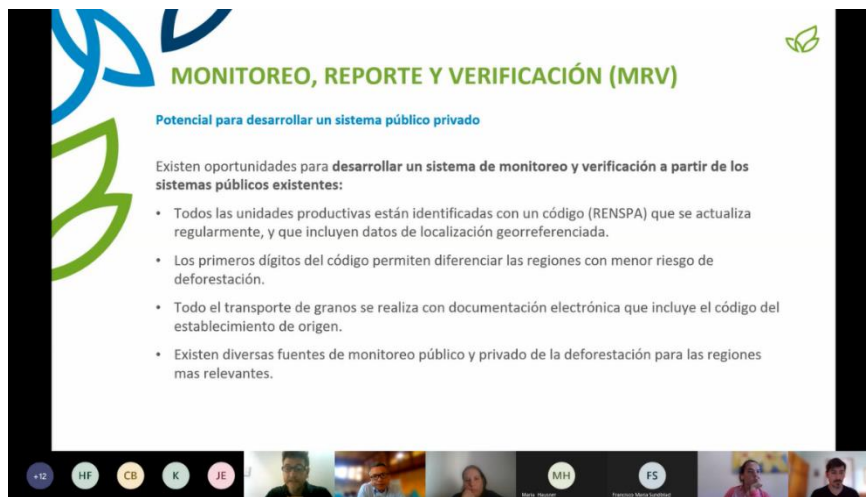 MONITOREO, REPORTE Y VERIFICACIÓN (MRV)
Potencial para desarrollar un sistema público privado
Existen oportunidades para desarrollar un sistema de monitoreo y verificación a partir de los
sistemas públicos existentes:
• Todos las unidades productivas están identificadas con un código (RENSPA) que se actualiza
regularmente, y que incluyen datos de localización georreferenciada.
• Los primeros dígitos del código permiten diferenciar las regiones con menor riesgo de
deforestación.
• Todo el transporte de granos se realiza con documentación electrónica que incluye el código del
establecimiento de origen.
• Existen diversas fuentes de monitoreo público y privado de la deforestación para las regiones
mas relevantes.
+12 HF CB K JE MH FS
Maria Hausser Francisco Maria Sundblad